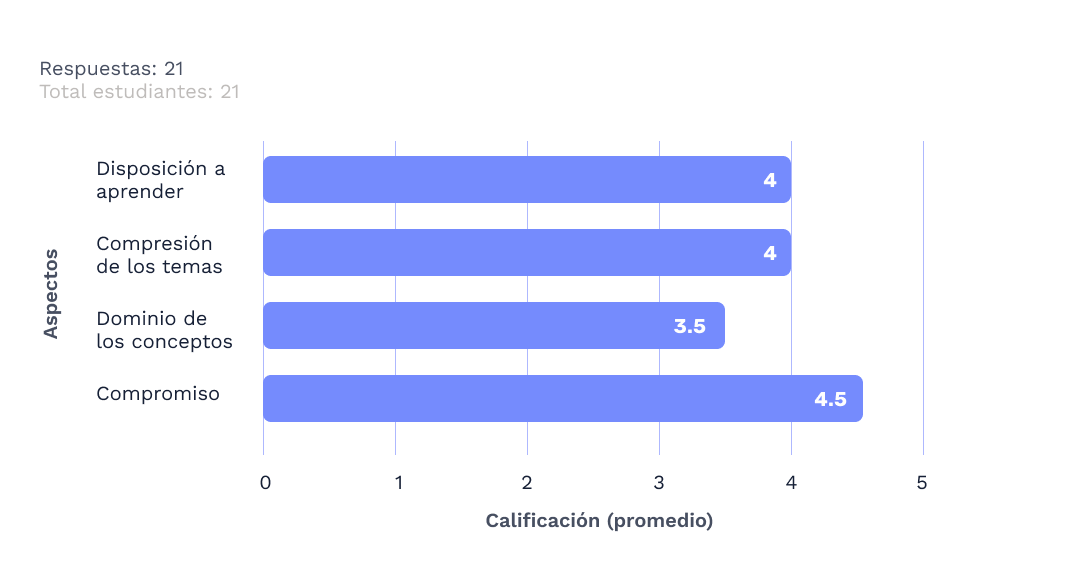 Respuestas: 21
Total estudiantes: 21
Aspectos
Disposición a
aprender
4
Compresión
de los temas
4
Dominio de
los conceptos
3.5
Compromiso
4.5
0 1 2 3 4 5
Calificación (promedio)